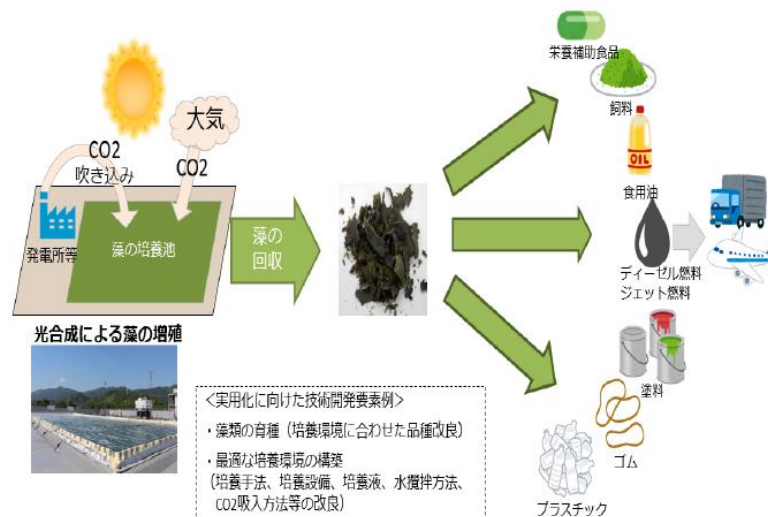 大気
CO2
吹き込み
CO2
発電所等
藻の培養池
藻の
回収
光合成による藻の増殖
<実用化に向けた技術開発要素例>
・藻類の育種（培養環境に合わせた品種改良）
・最適な培養環境の構築
（培養手法、培養設備、培養液、水攪拌方法、
CO2吸入方法等の改良）
栄養補助食品
飼料
OIL
食用油
ディーゼル燃料
ジェット燃料
塗料
ゴム
プラスチック